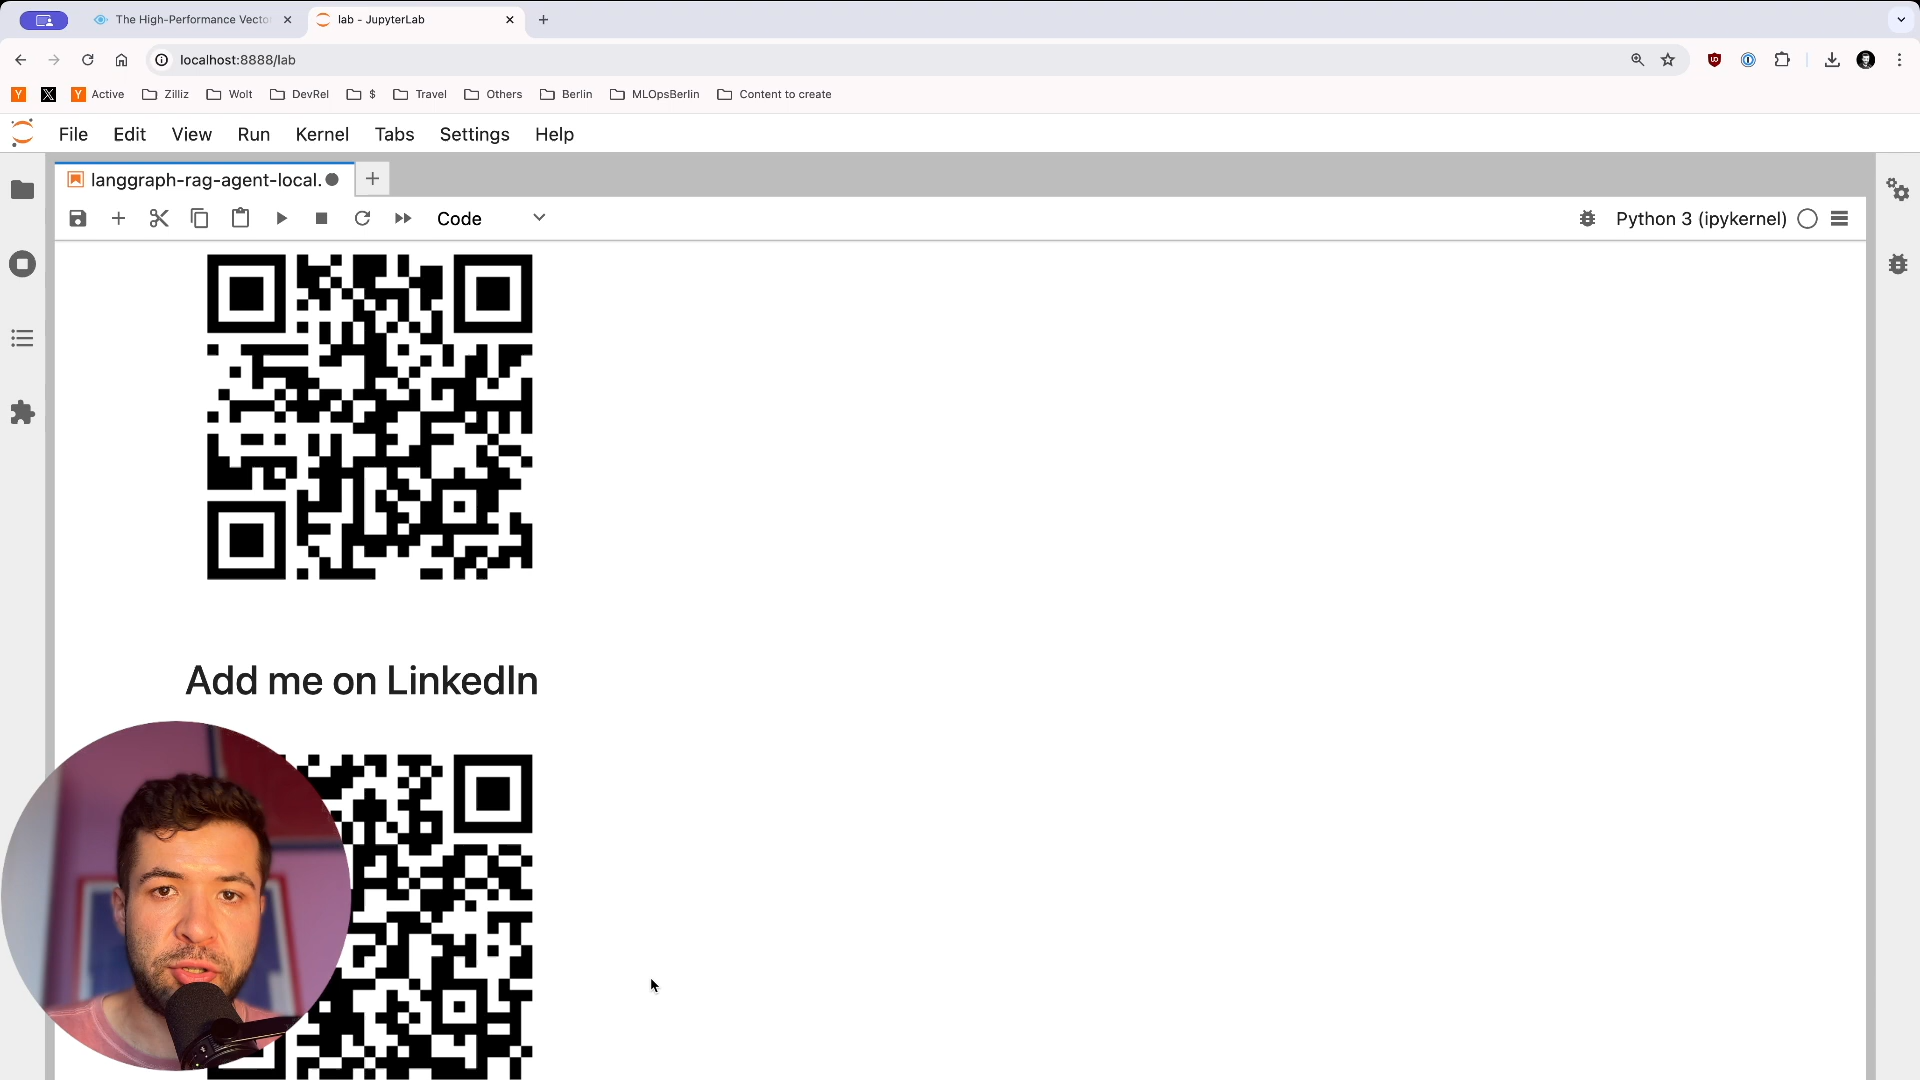 The High-Performance Vecto
lab - JupyterLab
localhost:8888/lab
Y
X
Y Active
Zilliz
Wolt
DevRel
$
Travel
Others
Berlin
MLOpsBerlin
Content to create
File
Edit
View
Run
Kernel
Tabs
Settings
Help
langgraph-rag-agent-local.
Code
Python 3 (ipykernel)
Add me on LinkedIn